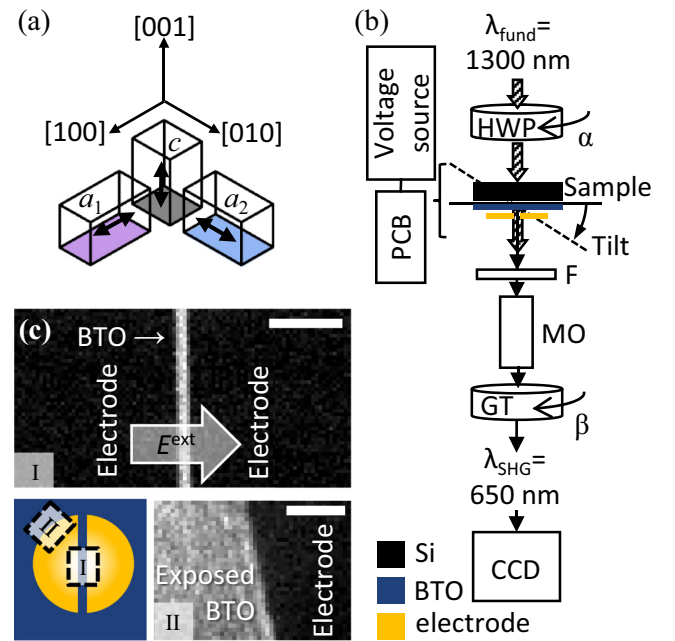 (a)
[001]
[100]
[010]
c
a1
a2
(b)
λfund=
1300 nm
Voltage
source
HWP
α
Sample
PCB
Tilt
F
MO
GT
β
λSHG=
650 nm
CCD
(c)
BTO →
Electrode
E^ext
Electrode
I
II
I
Exposed
BTO
Electrode
II
Si
BTO
electrode